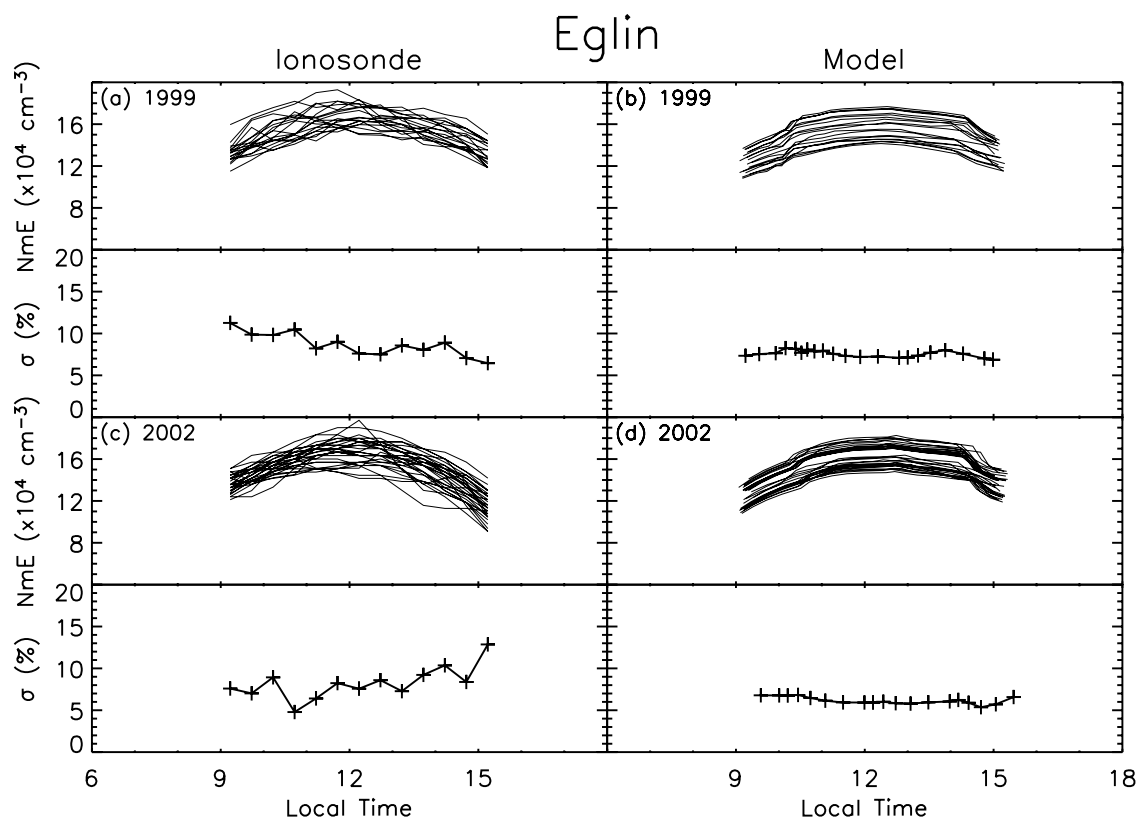 Eglin
Ionosonde
Model
NmE (x10⁴ cm⁻³)
16
12
8
(a) 1999
(b) 1999
σ (%)
20
15
10
5
0
NmE (x10⁴ cm⁻³)
16
12
8
(c) 2002
(d) 2002
σ (%)
20
15
10
5
0
6 9 12 15 9 12 15 18
Local Time
Local Time